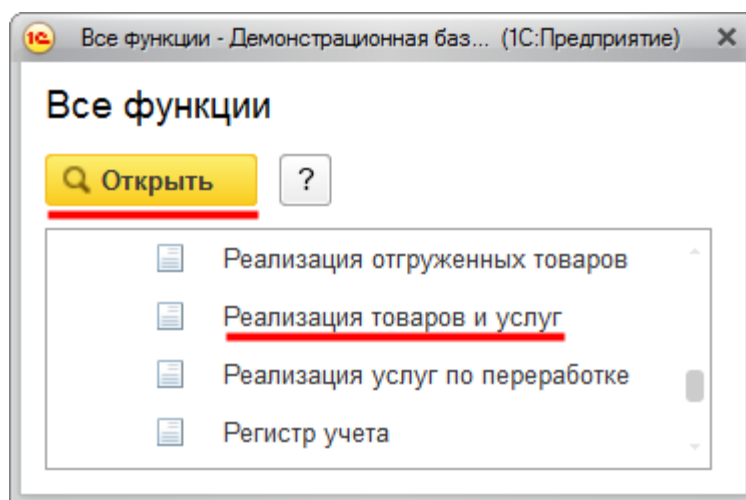 1С Все функции - Демонстрационная баз... (1С:Предприятие)
Все функции
Открыть ?
Реализация отгруженных товаров
Реализация товаров и услуг
Реализация услуг по переработке
Регистр учета